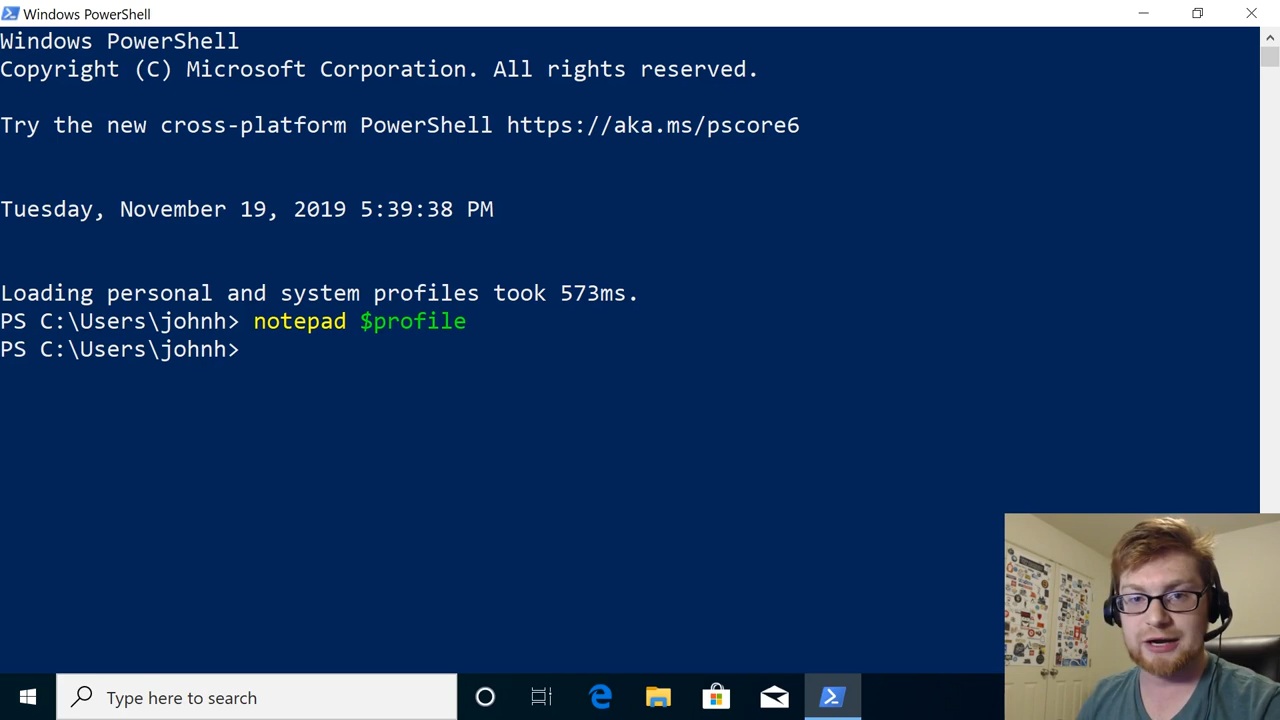 Windows PowerShell
Windows PowerShell
Copyright (C) Microsoft Corporation. All rights reserved.
Try the new cross-platform PowerShell https://aka.ms/pscore6
Tuesday, November 19, 2019 5:39:38 PM
Loading personal and system profiles took 573ms.
PS C:\Users\johnh> notepad $profile
PS C:\Users\johnh>
Type here to search